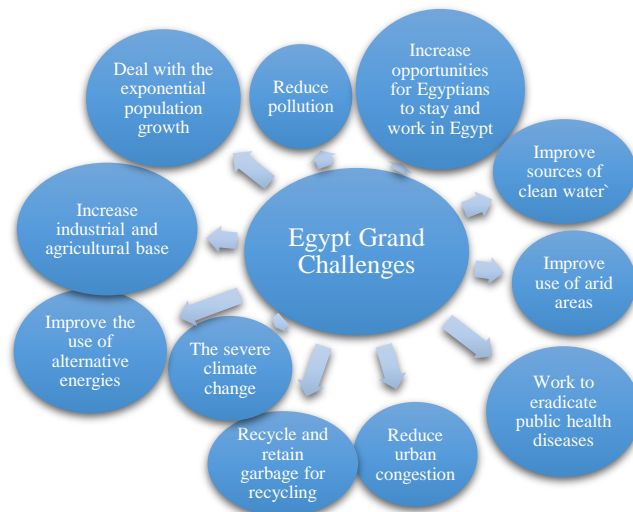 Egypt Grand
Challenges
Deal with the
exponential
population
growth
Reduce
pollution
Increase
opportunities
for Egyptians
to stay and
work in Egypt
Improve
sources of
clean water`
Improve
use of arid
areas
Work to
eradicate
public health
diseases
Reduce
urban
congestion
Recycle and
retain
garbage for
recycling
The severe
climate
change
Improve the
use of
alternative
energies
Increase
industrial and
agricultural base